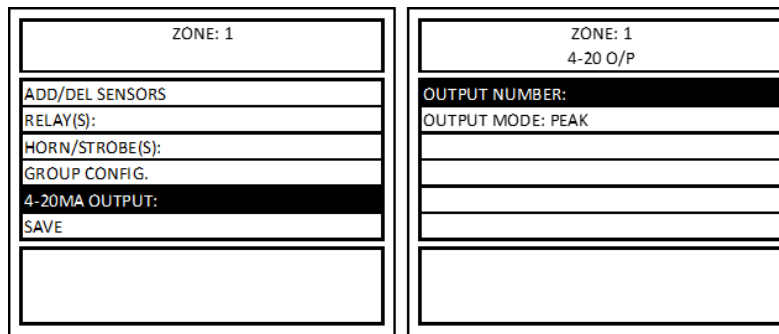 ZONE: 1
ADD/DEL SENSORS
RELAY(S):
HORN/STROBE(S):
GROUP CONFIG.
4-20MA OUTPUT:
SAVE
ZONE: 1
4-20 O/P
OUTPUT NUMBER:
OUTPUT MODE: PEAK